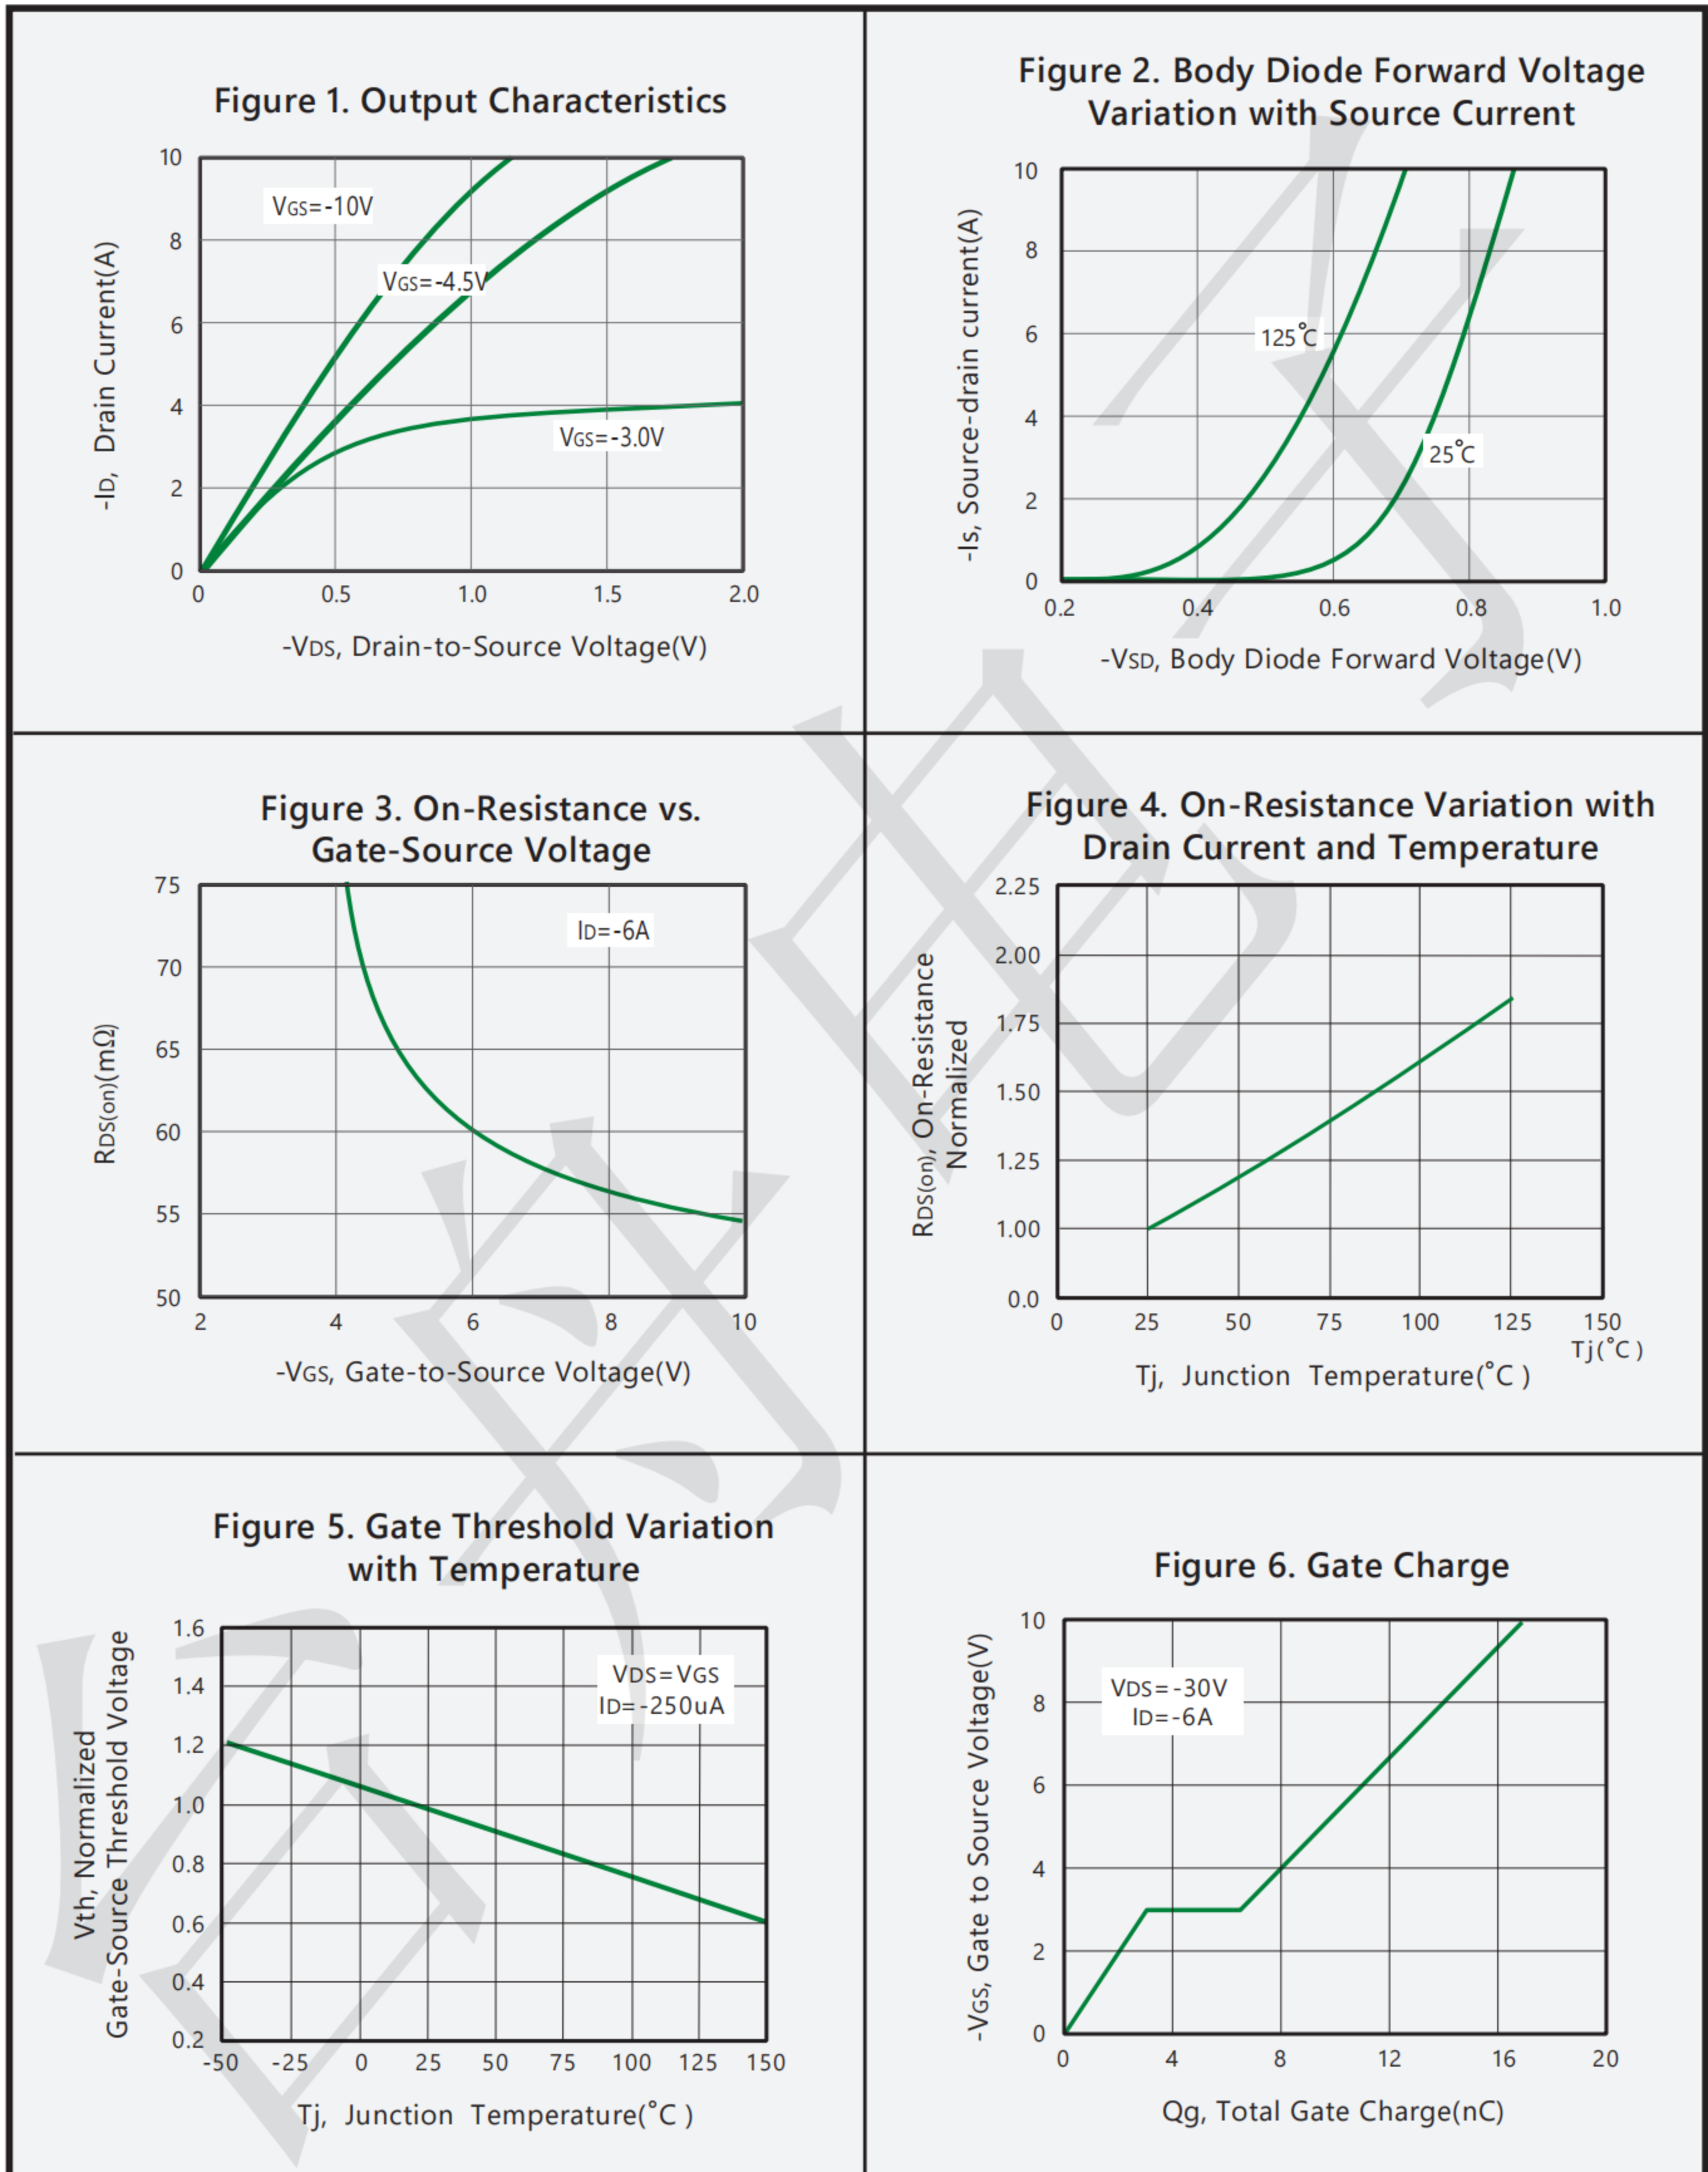 Figure 1. Output Characteristics
10
8
6
4
2
0
VGS=-10V
VGS=-4.5V
VGS=-3.0V
-ID, Drain Current(A)
0 0.5 1.0 1.5 2.0
-VDS, Drain-to-Source Voltage(V)
Figure 2. Body Diode Forward Voltage
Variation with Source Current
10
8
6
4
2
0
125°C
25°C
-Is, Source-drain current(A)
0.2 0.4 0.6 0.8 1.0
-VSD, Body Diode Forward Voltage(V)
Figure 3. On-Resistance vs.
Gate-Source Voltage
75
70
65
60
55
50
ID=-6A
RDS(on)(mΩ)
2 4 6 8 10
-VGS, Gate-to-Source Voltage(V)
Figure 4. On-Resistance Variation with
Drain Current and Temperature
2.25
2.00
1.75
1.50
1.25
1.00
0.0
RDS(on), On-Resistance
Normalized
0 25 50 75 100 125 150
Tj(°C )
Tj, Junction Temperature(°C )
Figure 5. Gate Threshold Variation
with Temperature
1.6
1.4
1.2
1.0
0.8
0.6
0.4
0.2
VDS=VGS
ID=-250uA
Vth, Normalized
Gate-Source Threshold Voltage
-50 -25 0 25 50 75 100 125 150
Tj, Junction Temperature(°C )
Figure 6. Gate Charge
10
8
6
4
2
0
VDS=-30V
ID=-6A
-VGS, Gate to Source Voltage(V)
0 4 8 12 16 20
Qg, Total Gate Charge(nC)